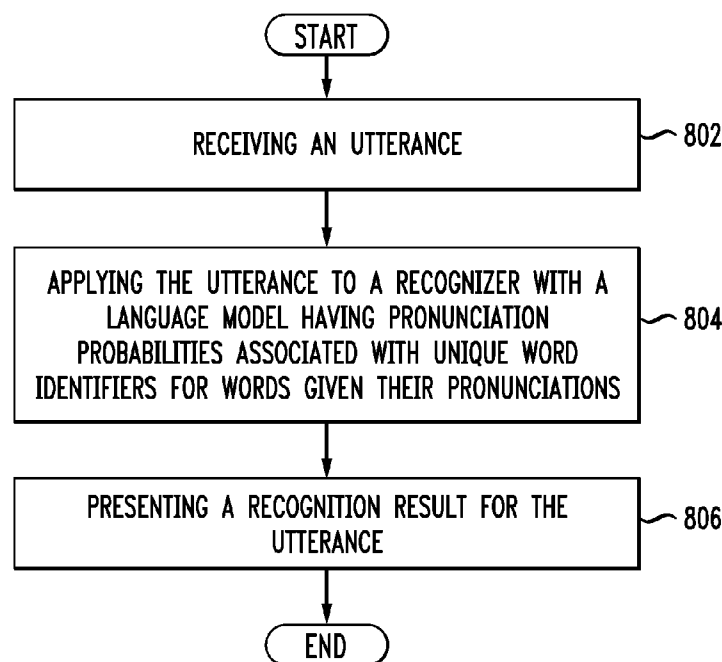 START
RECEIVING AN UTTERANCE
802
APPLYING THE UTTERANCE TO A RECOGNIZER WITH A
LANGUAGE MODEL HAVING PRONUNCIATION
PROBABILITIES ASSOCIATED WITH UNIQUE WORD
IDENTIFIERS FOR WORDS GIVEN THEIR PRONUNCIATIONS
804
PRESENTING A RECOGNITION RESULT FOR THE
UTTERANCE
806
END